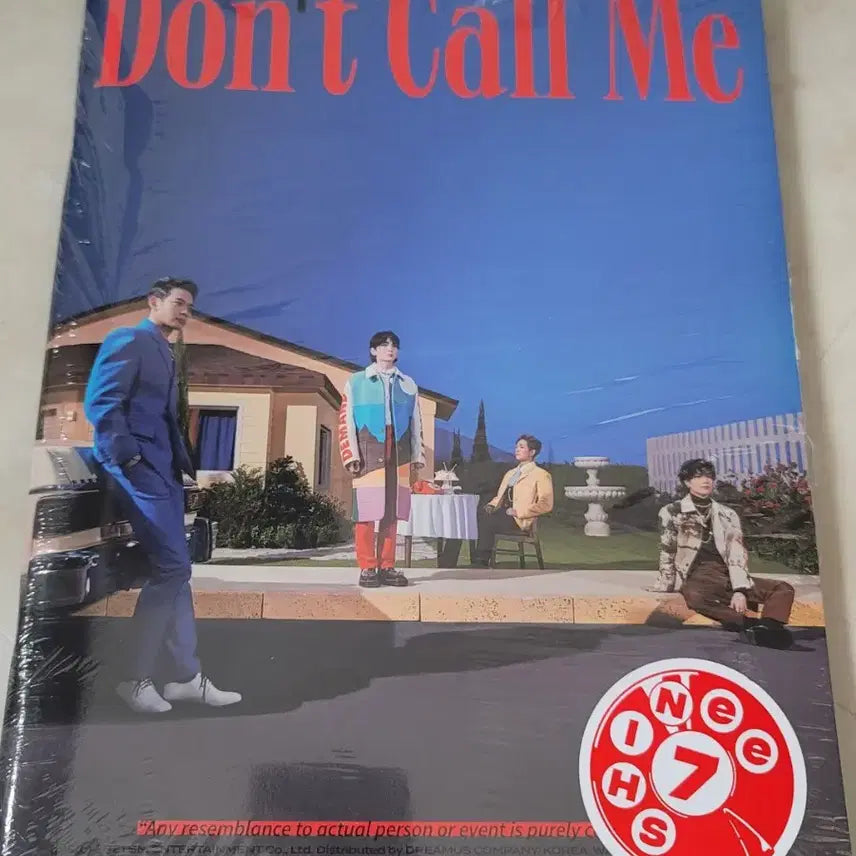 Don't Call Me
DEMAND
SHINee
7
"Any resemblance to actual person or event is purely c
ENTERTAINMENT Co., Ltd. Distributed by DREAMUS COMPANY. KOREA.